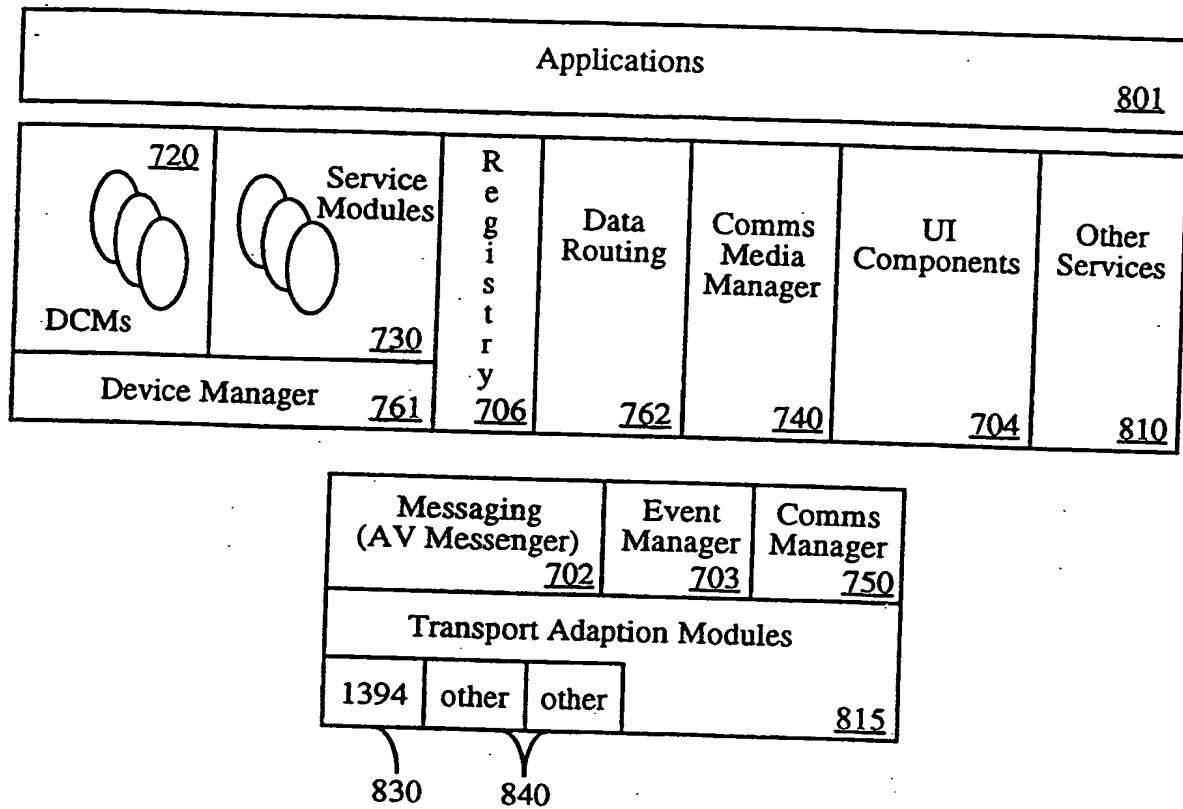 Applications
801
720
DCMs
Service
Modules
730
Device Manager
761
Registry
706
Data
Routing
762
Comms
Media
Manager
740
UI
Components
704
Other
Services
810
Messaging
(AV Messenger)
702
Event
Manager
703
Comms
Manager
750
Transport Adaption Modules
1394
other
other
815
830
840